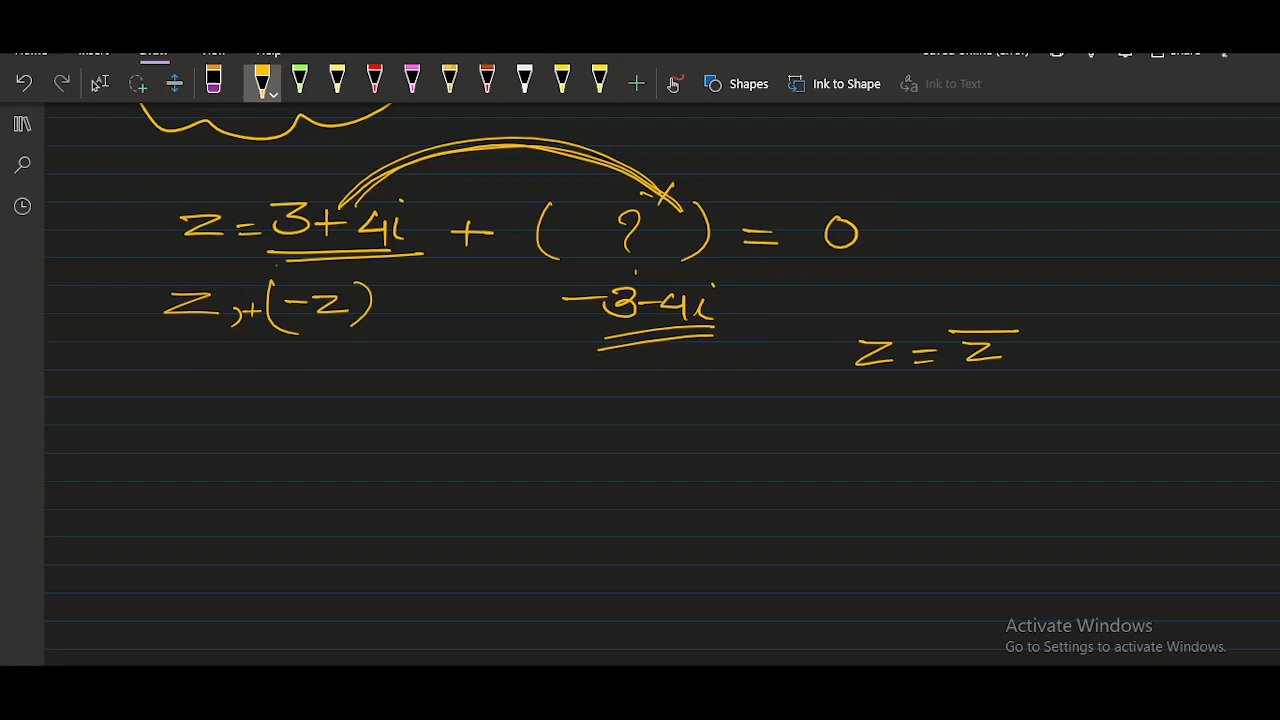 Ink to Text
Shapes
Ink to Shape
z = 3+4i + ( ? ) = 0
z, +(-z) -3-4i
z = z̅
Activate Windows
Go to Settings to activate Windows.